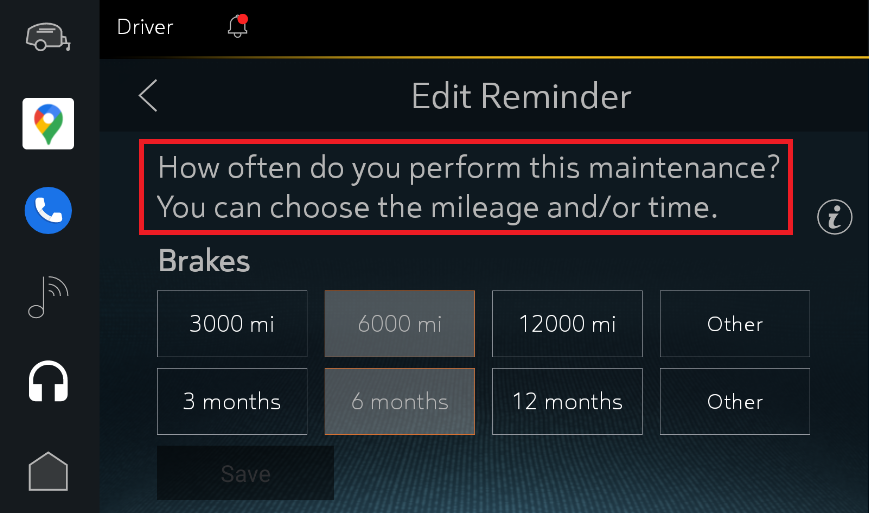 Driver
Edit Reminder
How often do you perform this maintenance?
You can choose the mileage and/or time.
Brakes
3000 mi
6000 mi
12000 mi
Other
3 months
6 months
12 months
Other
Save